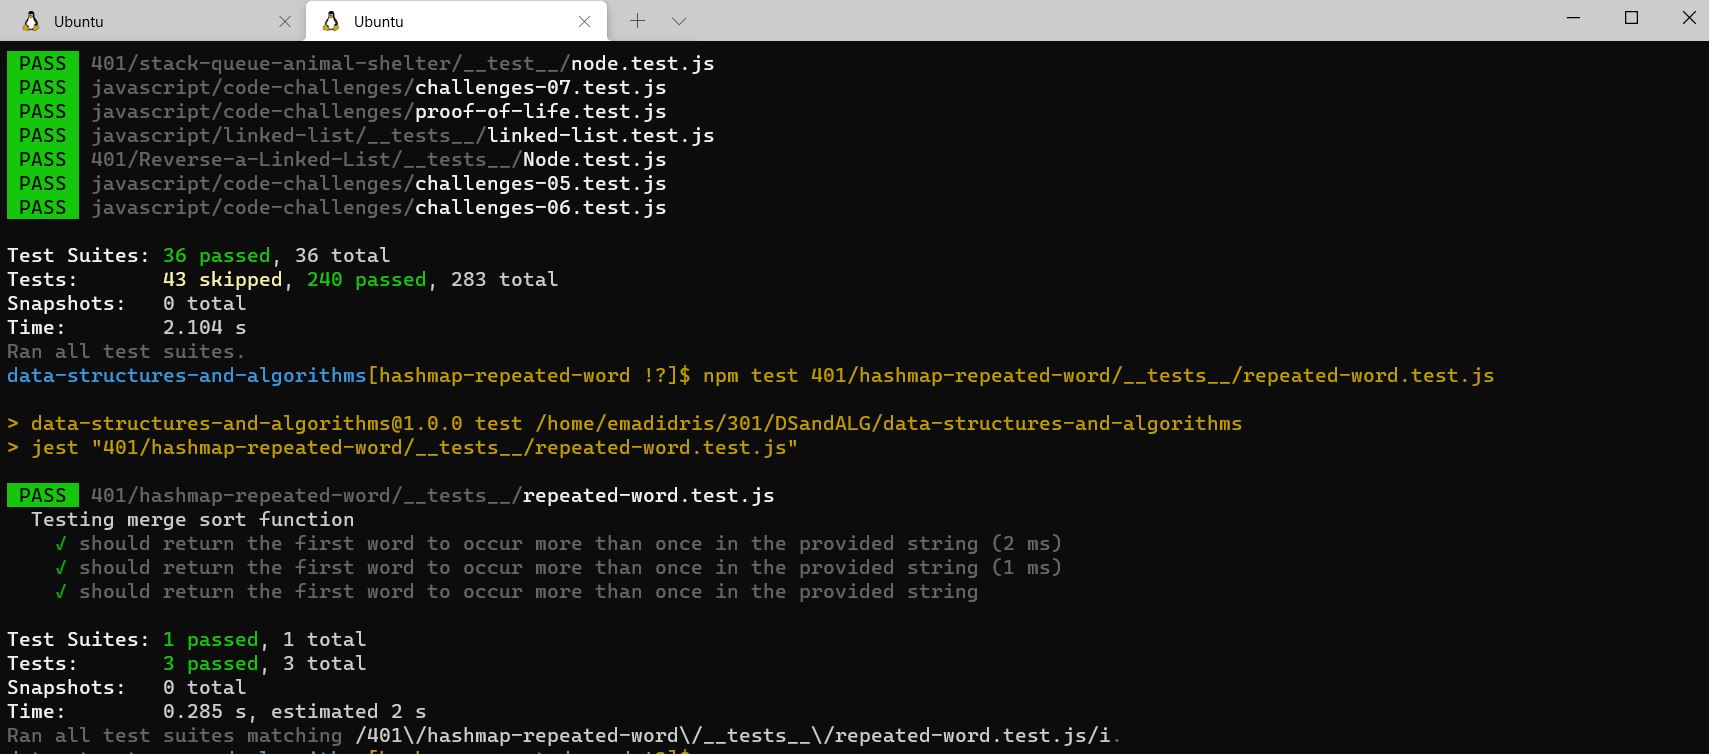 Ubuntu
Ubuntu
PASS 401/stack-queue-animal-shelter/__test__/node.test.js
PASS javascript/code-challenges/challenges-07.test.js
PASS javascript/code-challenges/proof-of-life.test.js
PASS javascript/linked-list/__tests__/linked-list.test.js
PASS 401/Reverse-a-Linked-List/__tests__/Node.test.js
PASS javascript/code-challenges/challenges-05.test.js
PASS javascript/code-challenges/challenges-06.test.js
Test Suites: 36 passed, 36 total
Tests: 43 skipped, 240 passed, 283 total
Snapshots: 0 total
Time: 2.104 s
Ran all test suites.
data-structures-and-algorithms[hashmap-repeated-word !?]$ npm test 401/hashmap-repeated-word/__tests__/repeated-word.test.js
> data-structures-and-algorithms@1.0.0 test /home/emadidris/301/DSandALG/data-structures-and-algorithms
> jest "401/hashmap-repeated-word/__tests__/repeated-word.test.js"
PASS 401/hashmap-repeated-word/__tests__/repeated-word.test.js
Testing merge sort function
√ should return the first word to occur more than once in the provided string (2 ms)
√ should return the first word to occur more than once in the provided string (1 ms)
√ should return the first word to occur more than once in the provided string
Test Suites: 1 passed, 1 total
Tests: 3 passed, 3 total
Snapshots: 0 total
Time: 0.285 s, estimated 2 s
Ran all test suites matching /401\/hashmap-repeated-word\/__tests__\/repeated-word.test.js/i.